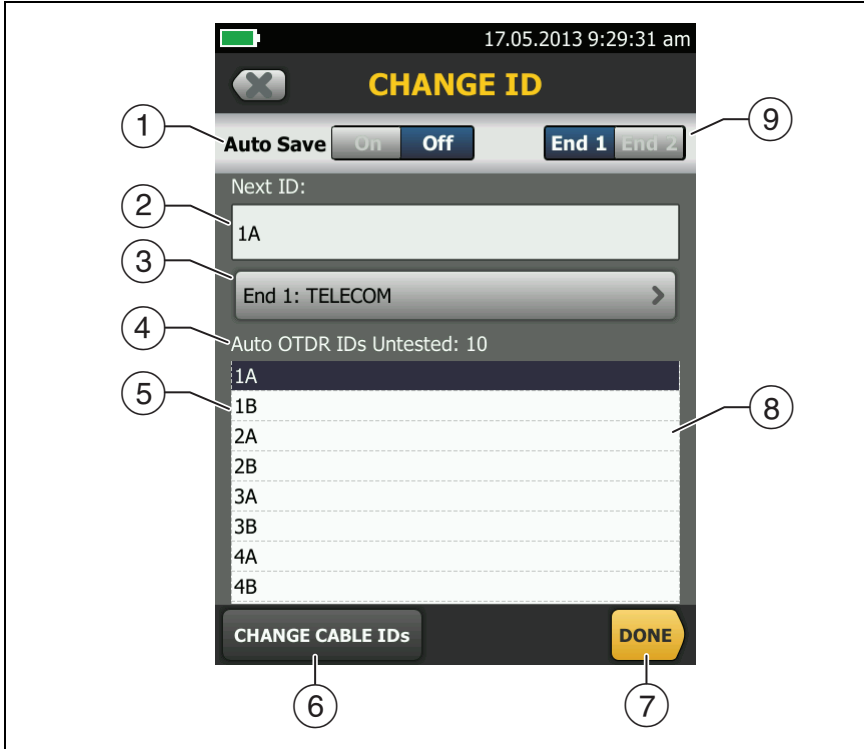 17.05.2013 9:29:31 am
CHANGE ID
1
Auto Save On Off End 1 End 2
9
Next ID:
2
1A
3
End 1: TELECOM
4
Auto OTDR IDs Untested: 10
1A
5
1B
8
2A
2B
3A
3B
4A
4B
CHANGE CABLE IDs
DONE
6
7